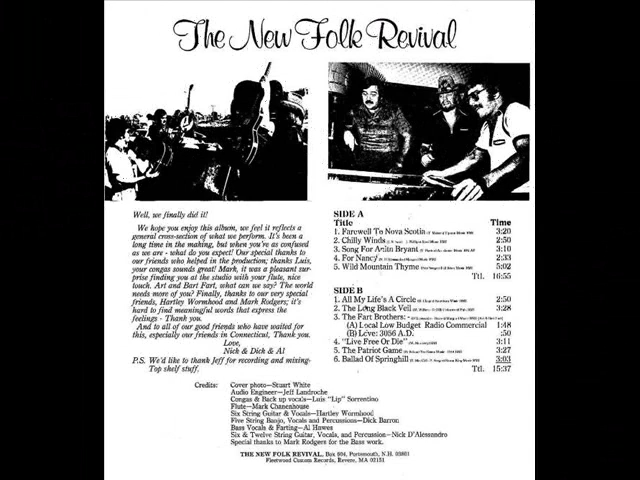 The New Folk Revival
Well, we finally did it!
We hope you enjoy this album, we feel it reflects a
general cross-section of what we perform. It's been a
long time in the making, but when you're as confused
as we are - what do you expect! Our special thanks to
our friends who helped in the production; thanks Luis,
your congas sounds great! Mark, it was a pleasant sur-
prise finding you at the studio with your flute, nice
touch. Art and Bart Fart, what can we say? The world
needs more of you? Finally, thanks to our very special
friends, Hartley Wormhood and Mark Rodgers; it's
hard to find meaningful words that express the
feelings - Thank you.
And to all of our good friends who have waited for
this, especially our friends in Connecticut, Thank you.
Love,
Nick & Dick & Al
P.S. We'd like to thank Jeff for recording and mixing-
Top shelf stuff.
SIDE A
Title Time
1. Farewell To Nova Scotia 3:20
2. Chilly Winds 2:50
3. Song For Anita Bryant 3:10
4. For Nancy 2:33
5. Wild Mountain Thyme 5:02
Ttl. 16:55
SIDE B
1. All My Life's A Circle 2:50
2. The Long Black Veil 3:28
3. The Fart Brothers:
(A) Local Low Budget Radio Commercial 1:48
(B) Love: 3056 A.D. :50
4. "Live Free Or Die" 3:11
5. The Patriot Game 3:27
6. Ballad Of Springhill 3:03
Ttl. 15:37
Credits: Cover photo—Stuart White
Audio Engineer—Jeff Landroche
Congas & Back up vocals—Luis "Lip" Sorrentino
Flute—Mark Chanenhouse
Six String Guitar & Vocals—Hartley Wormhood
Five String Banjo, Vocals and Percussions—Dick Barron
Bass Vocals & Farting—Al Hawes
Six & Twelve String Guitar, Vocals, and Percussion—Nick D'Alessandro
Special thanks to Mark Rodgers for the Bass work.
THE NEW FOLK REVIVAL, Box 604, Portsmouth, N.H. 03801
Fleetwood Custom Records, Revere, MA 02151